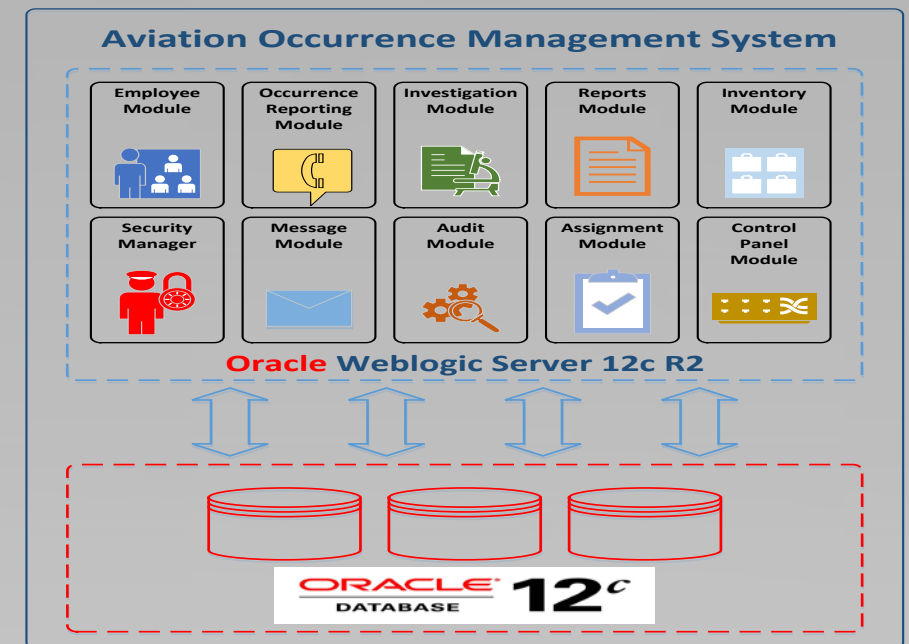 Aviation Occurrence Management System
Employee
Module
Occurrence
Reporting
Module
Investigation
Module
Reports
Module
Inventory
Module
Security
Manager
Message
Module
Audit
Module
Assignment
Module
Control
Panel
Module
Oracle Weblogic Server 12c R2
ORACLE®
DATABASE 12c